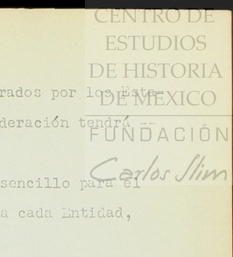 CENTRO DE
ESTUDIOS
DE HISTORIA
DE MEXICO
FUNDACIÓN
Carlos Slim
rados por los Esta-
deración tendrá --
sencillo para el
a cada Entidad,